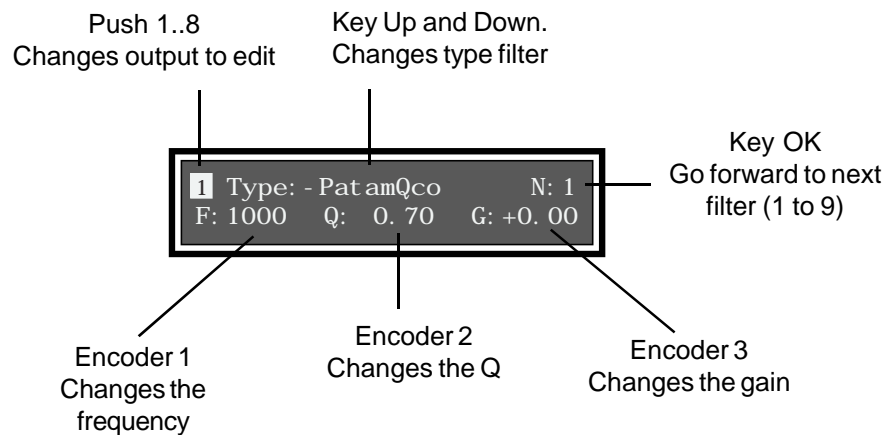 Push 1..8
Changes output to edit
Key Up and Down.
Changes type filter
Key OK
Go forward to next
filter (1 to 9)
1 Type: - PatamQco N: 1
F: 1000 Q: 0. 70 G: +0. 00
Encoder 1
Changes the
frequency
Encoder 2
Changes the Q
Encoder 3
Changes the gain